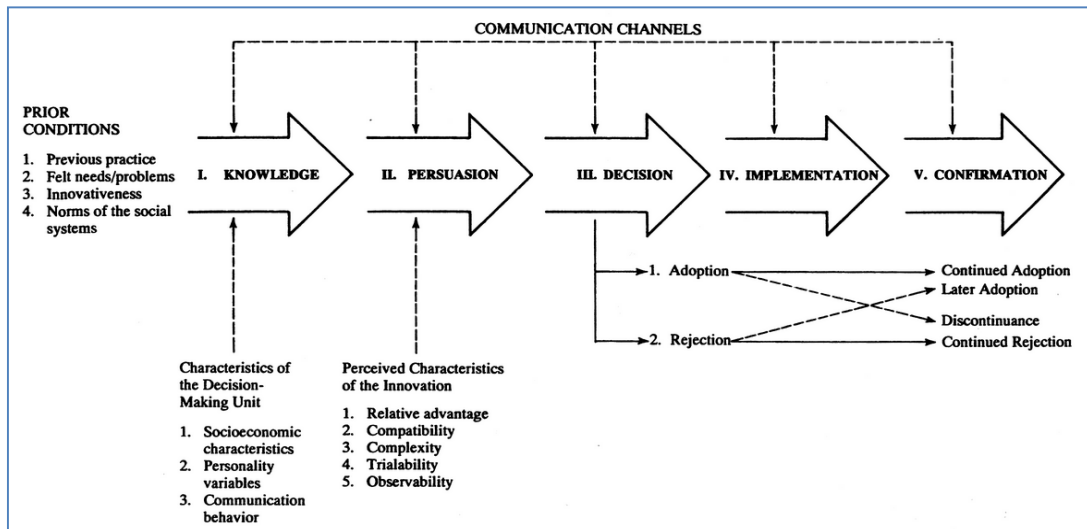 COMMUNICATION CHANNELS
PRIOR
CONDITIONS
1. Previous practice
2. Felt needs/problems
3. Innovativeness
4. Norms of the social
systems
I. KNOWLEDGE
II. PERSUASION
III. DECISION
IV. IMPLEMENTATION
V. CONFIRMATION
1. Adoption
2. Rejection
Continued Adoption
Later Adoption
Discontinuance
Continued Rejection
Characteristics of
the Decision-
Making Unit
1. Socioeconomic
characteristics
2. Personality
variables
3. Communication
behavior
Perceived Characteristics
of the Innovation
1. Relative advantage
2. Compatibility
3. Complexity
4. Trialability
5. Observability